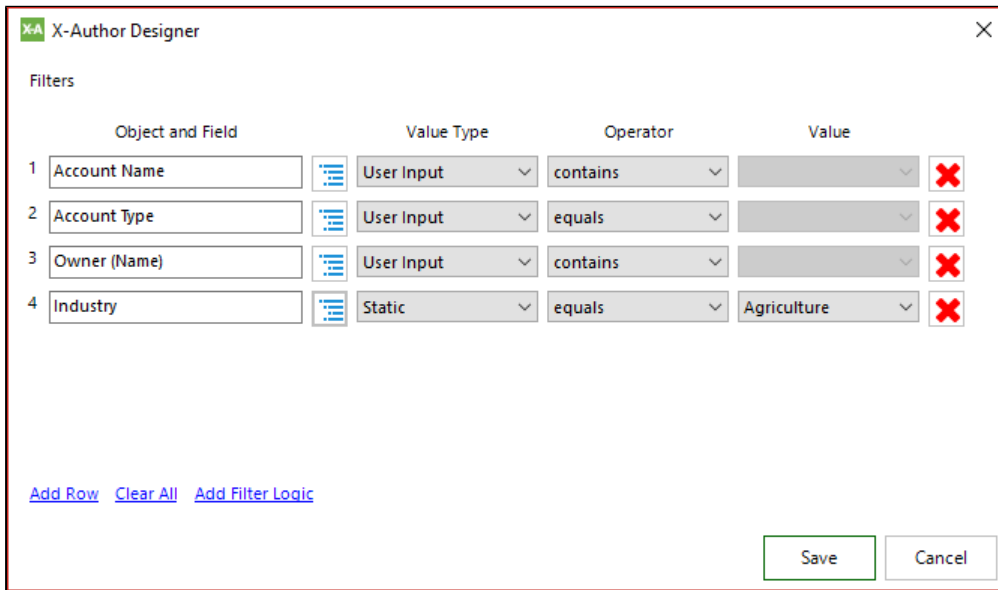 X-A X-Author Designer
Filters
Object and Field Value Type Operator Value
1 Account Name User Input contains
2 Account Type User Input equals
3 Owner (Name) User Input contains
4 Industry Static equals Agriculture
Add Row Clear All Add Filter Logic
Save Cancel